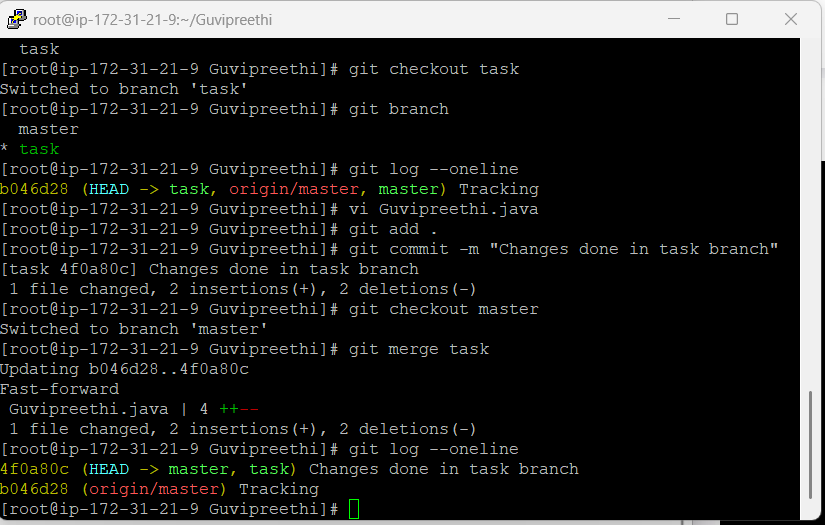 root@ip-172-31-21-9:~/Guvipreethi
  task
[root@ip-172-31-21-9 Guvipreethi]# git checkout task
Switched to branch 'task'
[root@ip-172-31-21-9 Guvipreethi]# git branch
  master
* task
[root@ip-172-31-21-9 Guvipreethi]# git log --oneline
b046d28 (HEAD -> task, origin/master, master) Tracking
[root@ip-172-31-21-9 Guvipreethi]# vi Guvipreethi.java
[root@ip-172-31-21-9 Guvipreethi]# git add .
[root@ip-172-31-21-9 Guvipreethi]# git commit -m "Changes done in task branch"
[task 4f0a80c] Changes done in task branch
 1 file changed, 2 insertions(+), 2 deletions(-)
[root@ip-172-31-21-9 Guvipreethi]# git checkout master
Switched to branch 'master'
[root@ip-172-31-21-9 Guvipreethi]# git merge task
Updating b046d28..4f0a80c
Fast-forward
 Guvipreethi.java | 4 ++--
 1 file changed, 2 insertions(+), 2 deletions(-)
[root@ip-172-31-21-9 Guvipreethi]# git log --oneline
4f0a80c (HEAD -> master, task) Changes done in task branch
b046d28 (origin/master) Tracking
[root@ip-172-31-21-9 Guvipreethi]#